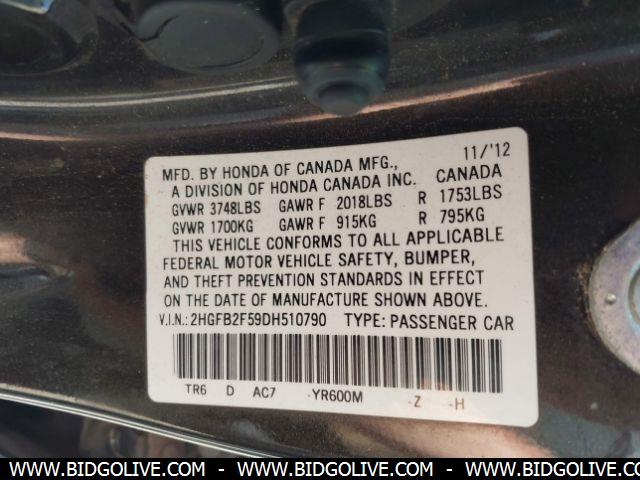 11/'12
MFD. BY HONDA OF CANADA MFG., CANADA
A DIVISION OF HONDA CANADA INC.
GVWR 3748LBS GAWR F 2018LBS R 1753LBS
GVWR 1700KG GAWR F 915KG R 795KG
THIS VEHICLE CONFORMS TO ALL APPLICABLE
FEDERAL MOTOR VEHICLE SAFETY, BUMPER,
AND THEFT PREVENTION STANDARDS IN EFFECT
ON THE DATE OF MANUFACTURE SHOWN ABOVE.
V.I.N.: 2HGFB2F59DH510790 TYPE: PASSENGER CAR
TR6 D AC7 -YR600M -Z -H
WWW.BIDGOLIVE.COM - WWW.BIDGOLIVE.COM - WWW.BIDGOLIVE.COM